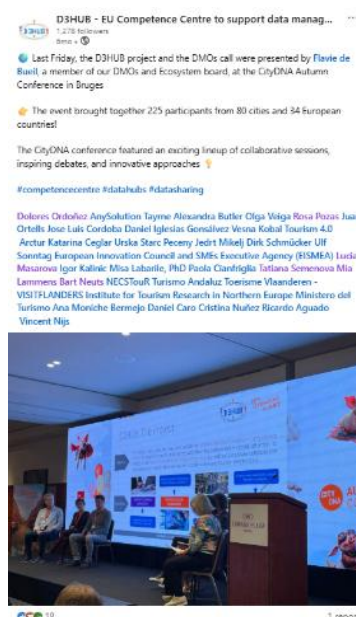 D3HUB - EU Competence Centre to support data manag...
1,278 followers
8mo •
Last Friday, the D3HUB project and the DMOs call were presented by Flavie de
Bueil, a member of our DMOs and Ecosystem board, at the CityDNA Autumn
Conference in Bruges
The event brought together 225 participants from 80 cities and 34 European
countries!
The CityDNA conference featured an exciting lineup of collaborative sessions,
inspiring debates, and innovative approaches
#competencecentre #datahubs #datasharing
Dolores Ordoñez AnySolution Tayme Alexandra Butler Olga Veiga Rosa Pozas Jua
Ortells Jose Luis Cordoba Daniel Iglesias Gonsálvez Vesna Kobal Tourism 4.0
Arctur Katarina Ceglar Urska Starc Peceny Jedrt Mikelj Dirk Schmücker Ulf
Sonntag European Innovation Council and SMEs Executive Agency (EISMEA) Lucia
Masarova Igor Kalinic Misa Labarile, PhD Paola Cianfriglia Tatiana Semenova Mia
Lammens Bart Neuts NECSTouR Turismo Andaluz Toerisme Vlaanderen -
VISITFLANDERS Institute for Tourism Research in Northern Europe Ministero del
Turismo Ana Moniche Bermejo Daniel Caro Cristina Nuñez Ricardo Aguado
Vincent Nijs
D3HUB
CITY
DNA